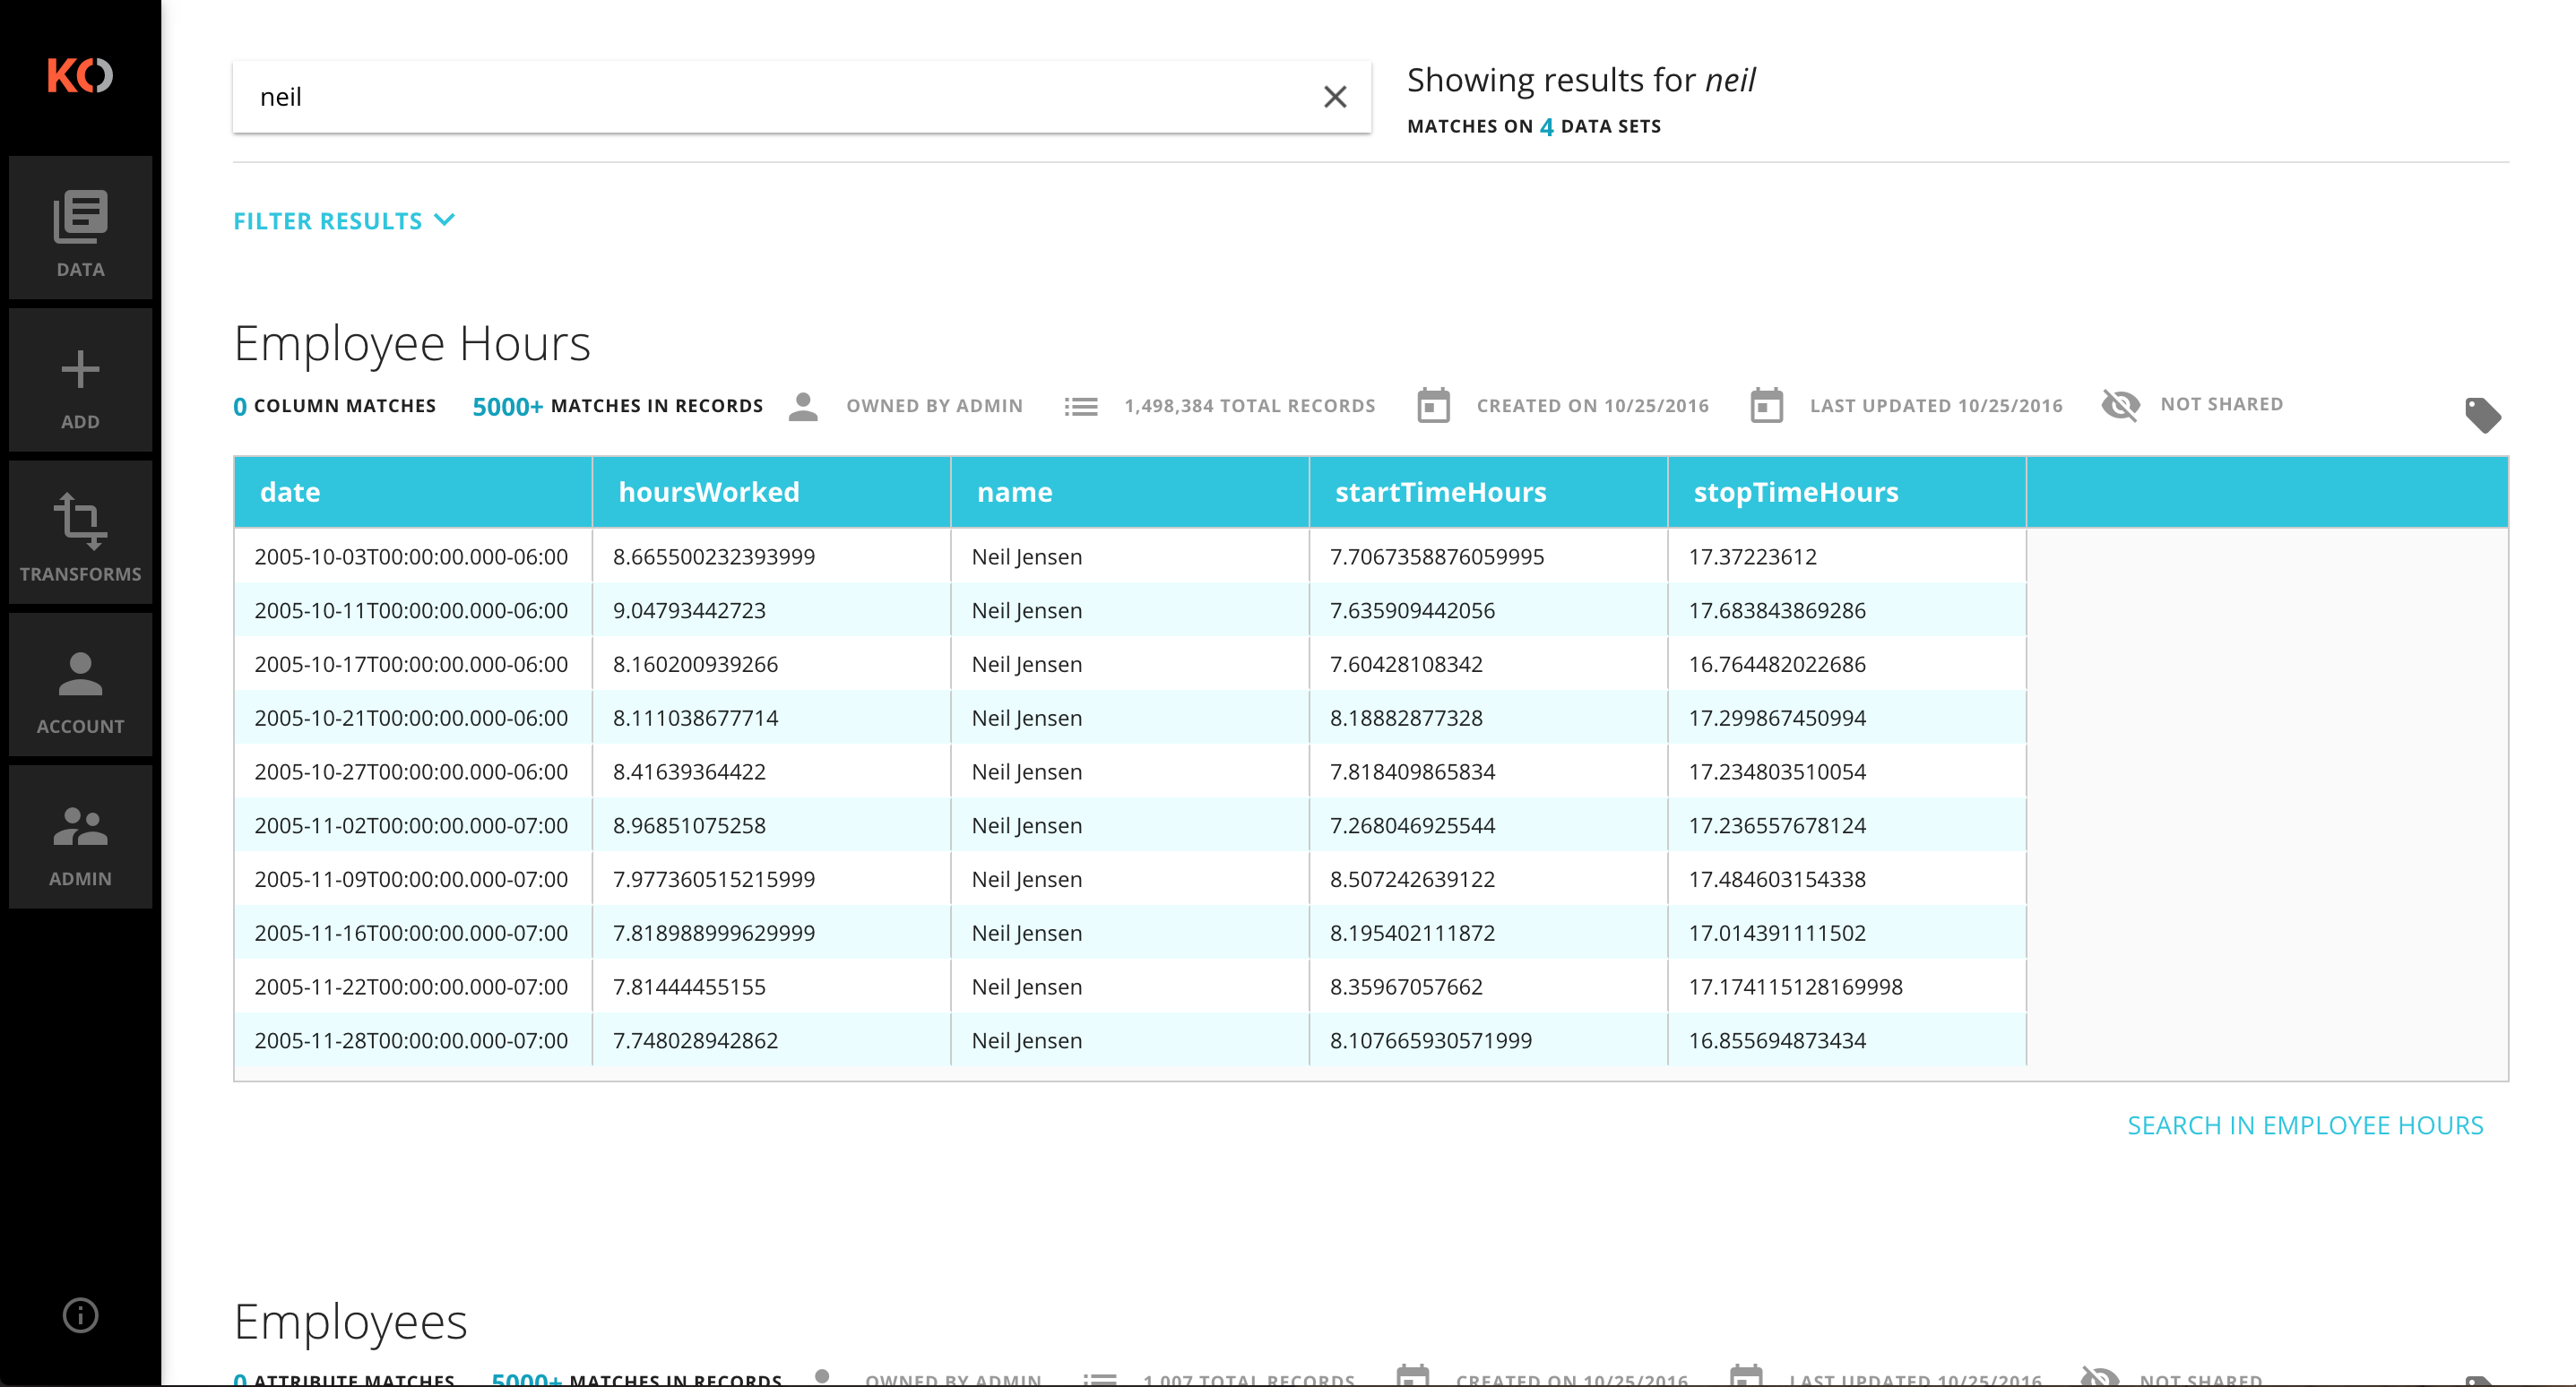 KO
neil
Showing results for neil
MATCHES ON 4 DATA SETS
DATA
ADD
TRANSFORMS
ACCOUNT
ADMIN
FILTER RESULTS
Employee Hours
0 COLUMN MATCHES 5000+ MATCHES IN RECORDS OWNED BY ADMIN 1,498,384 TOTAL RECORDS CREATED ON 10/25/2016 LAST UPDATED 10/25/2016 NOT SHARED
date hoursWorked name startTimeHours stopTimeHours
2005-10-03T00:00:00.000-06:00 8.665500232393999 Neil Jensen 7.7067358876059995 17.37223612
2005-10-11T00:00:00.000-06:00 9.04793442723 Neil Jensen 7.635909442056 17.683843869286
2005-10-17T00:00:00.000-06:00 8.160200939266 Neil Jensen 7.60428108342 16.764482022686
2005-10-21T00:00:00.000-06:00 8.111038677714 Neil Jensen 8.18882877328 17.299867450994
2005-10-27T00:00:00.000-06:00 8.41639364422 Neil Jensen 7.818409865834 17.234803510054
2005-11-02T00:00:00.000-07:00 8.96851075258 Neil Jensen 7.268046925544 17.236557678124
2005-11-09T00:00:00.000-07:00 7.977360515215999 Neil Jensen 8.507242639122 17.484603154338
2005-11-16T00:00:00.000-07:00 7.818988999629999 Neil Jensen 8.195402111872 17.014391111502
2005-11-22T00:00:00.000-07:00 7.81444455155 Neil Jensen 8.35967057662 17.174115128169998
2005-11-28T00:00:00.000-07:00 7.748028942862 Neil Jensen 8.107665930571999 16.855694873434
SEARCH IN EMPLOYEE HOURS
Employees
0 ATTRIBUTE MATCHES 5000+ MATCHES IN RECORDS OWNED BY ADMIN 1,007 TOTAL RECORDS CREATED ON 10/25/2016 LAST UPDATED 10/25/2016 NOT SHARED